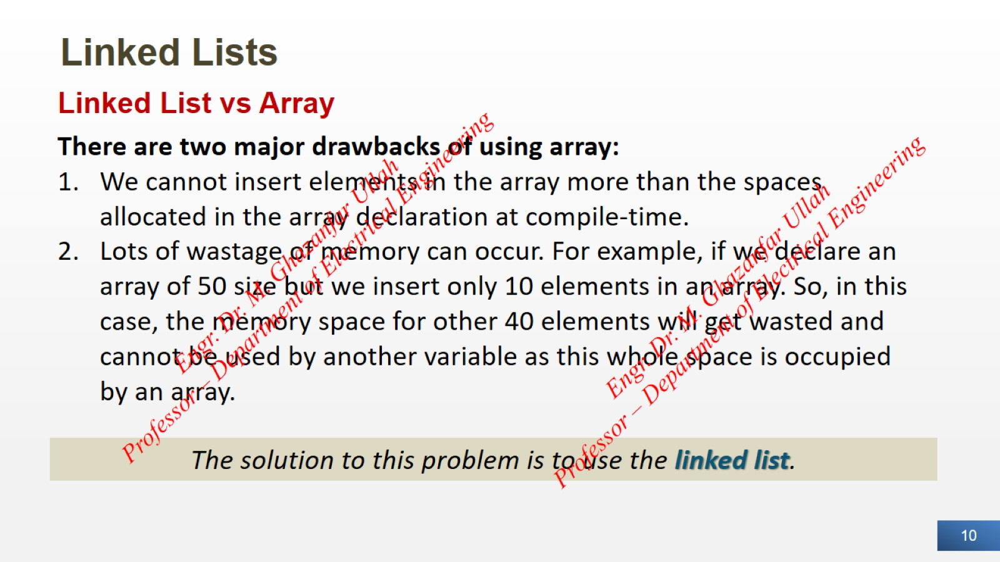 Linked Lists
Linked List vs Array
There are two major drawbacks of using array:
1. We cannot insert elements in the array more than the spaces
allocated in the array declaration at compile-time.
2. Lots of wastage of memory can occur. For example, if we declare an
array of 50 size but we insert only 10 elements in an array. So, in this
case, the memory space for other 40 elements will get wasted and
cannot be used by another variable as this whole space is occupied
by an array.
The solution to this problem is to use the linked list.
Engr. Dr. M. Ghazanfar Ullah
Professor – Department of Electrical Engineering
Engr. Dr. M. Ghazanfar Ullah
Professor – Department of Electrical Engineering
10